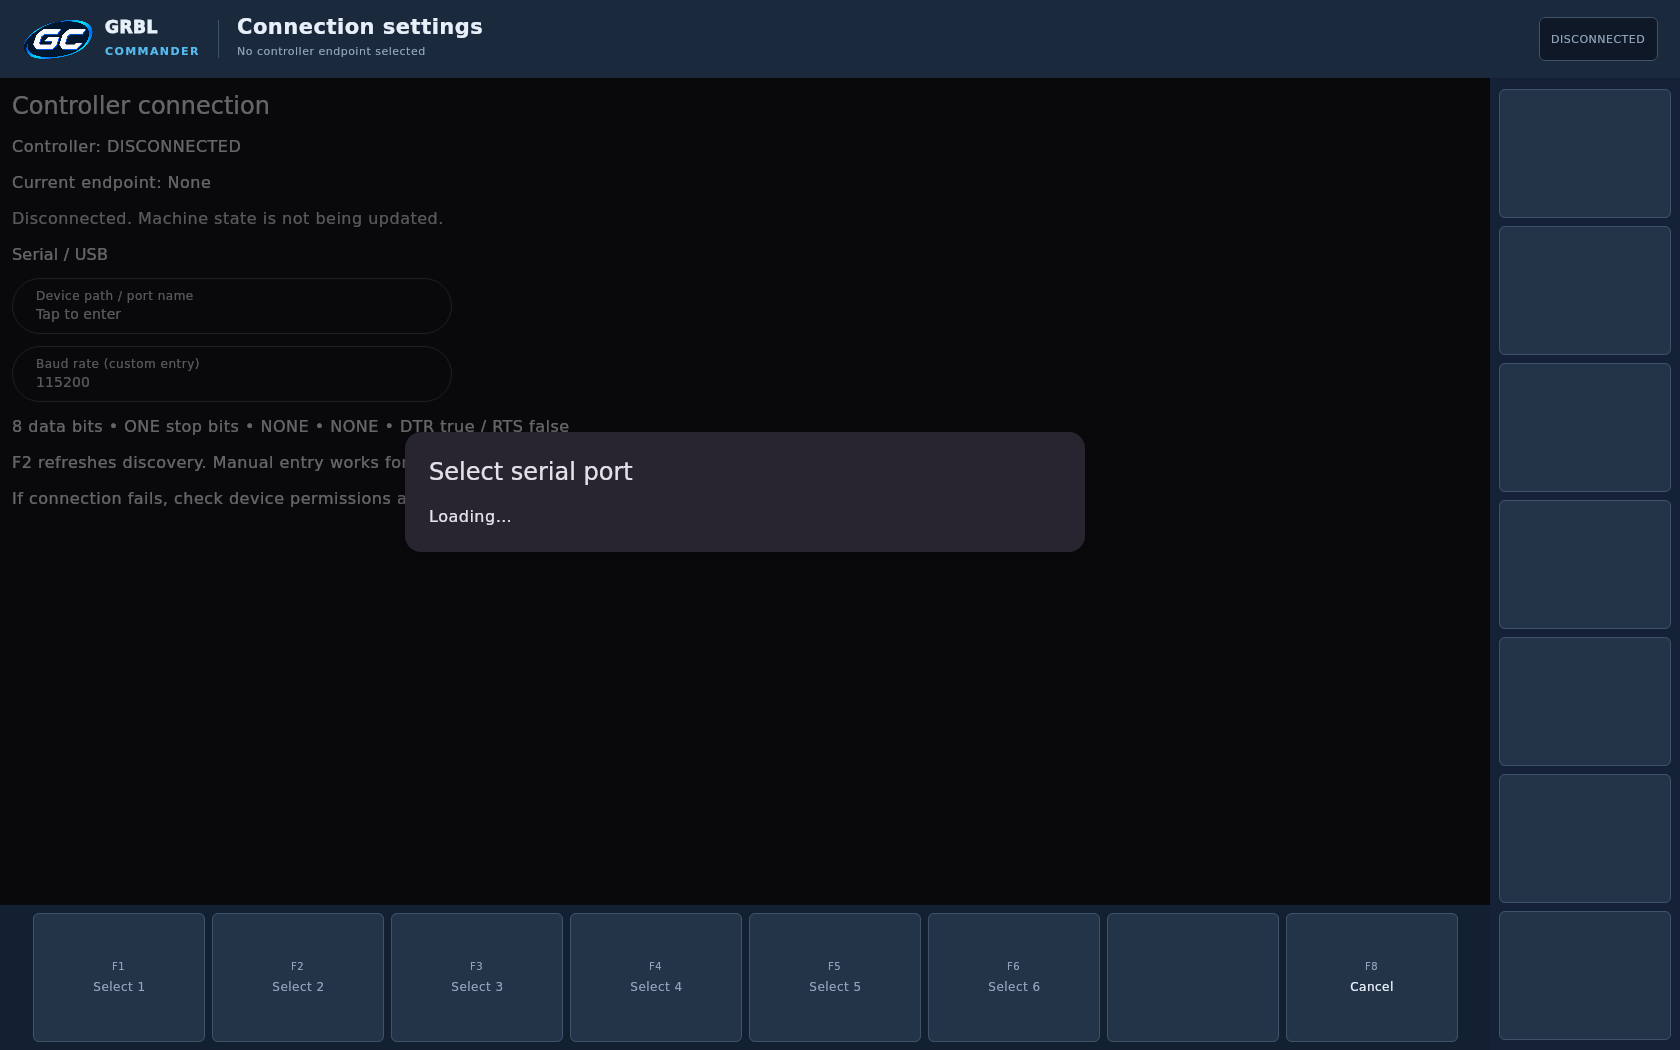 GC
GRBL
COMMANDER
Connection settings
No controller endpoint selected
DISCONNECTED
Controller connection
Controller: DISCONNECTED
Current endpoint: None
Disconnected. Machine state is not being updated.
Serial / USB
Device path / port name
Tap to enter
Baud rate (custom entry)
115200
8 data bits • ONE stop bits • NONE • NONE • DTR true / RTS false
F2 refreshes discovery. Manual entry works for
If connection fails, check device permissions a
Select serial port
Loading...
F1
Select 1
F2
Select 2
F3
Select 3
F4
Select 4
F5
Select 5
F6
Select 6
F8
Cancel